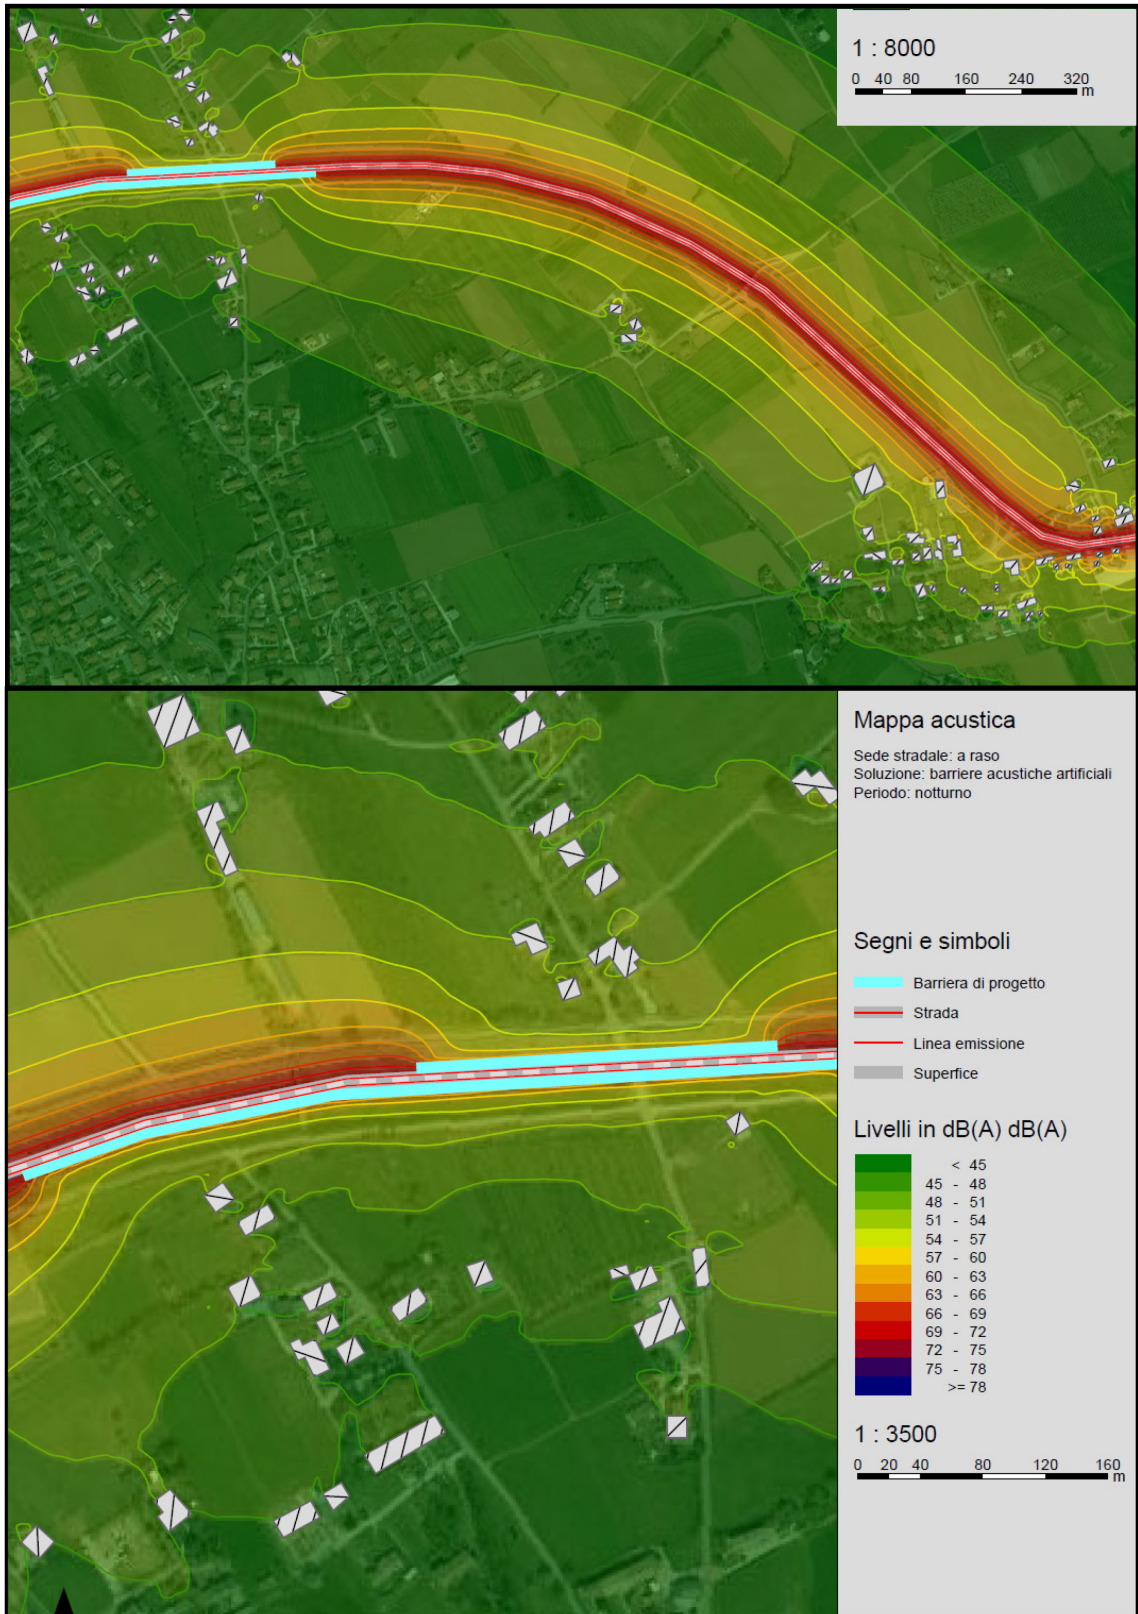 1 : 8000
0 40 80 160 240 320
m
Mappa acustica
Sede stradale: a raso
Soluzione: barriere acustiche artificiali
Periodo: notturno
Segni e simboli
Barriera di progetto
Strada
Linea emissione
Superfice
Livelli in dB(A) dB(A)
< 45
45 - 48
48 - 51
51 - 54
54 - 57
57 - 60
60 - 63
63 - 66
66 - 69
69 - 72
72 - 75
75 - 78
>= 78
1 : 3500
0 20 40 80 120 160
m